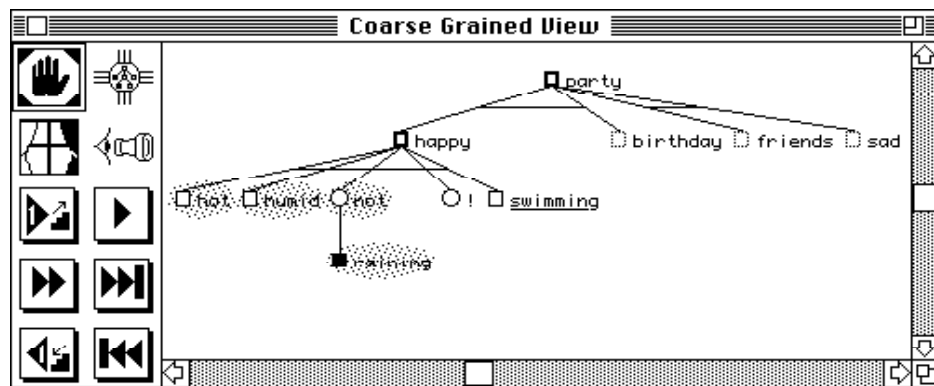 Coarse Grained View
party
happy birthday friends sad
hot humid not ! swimming
raining